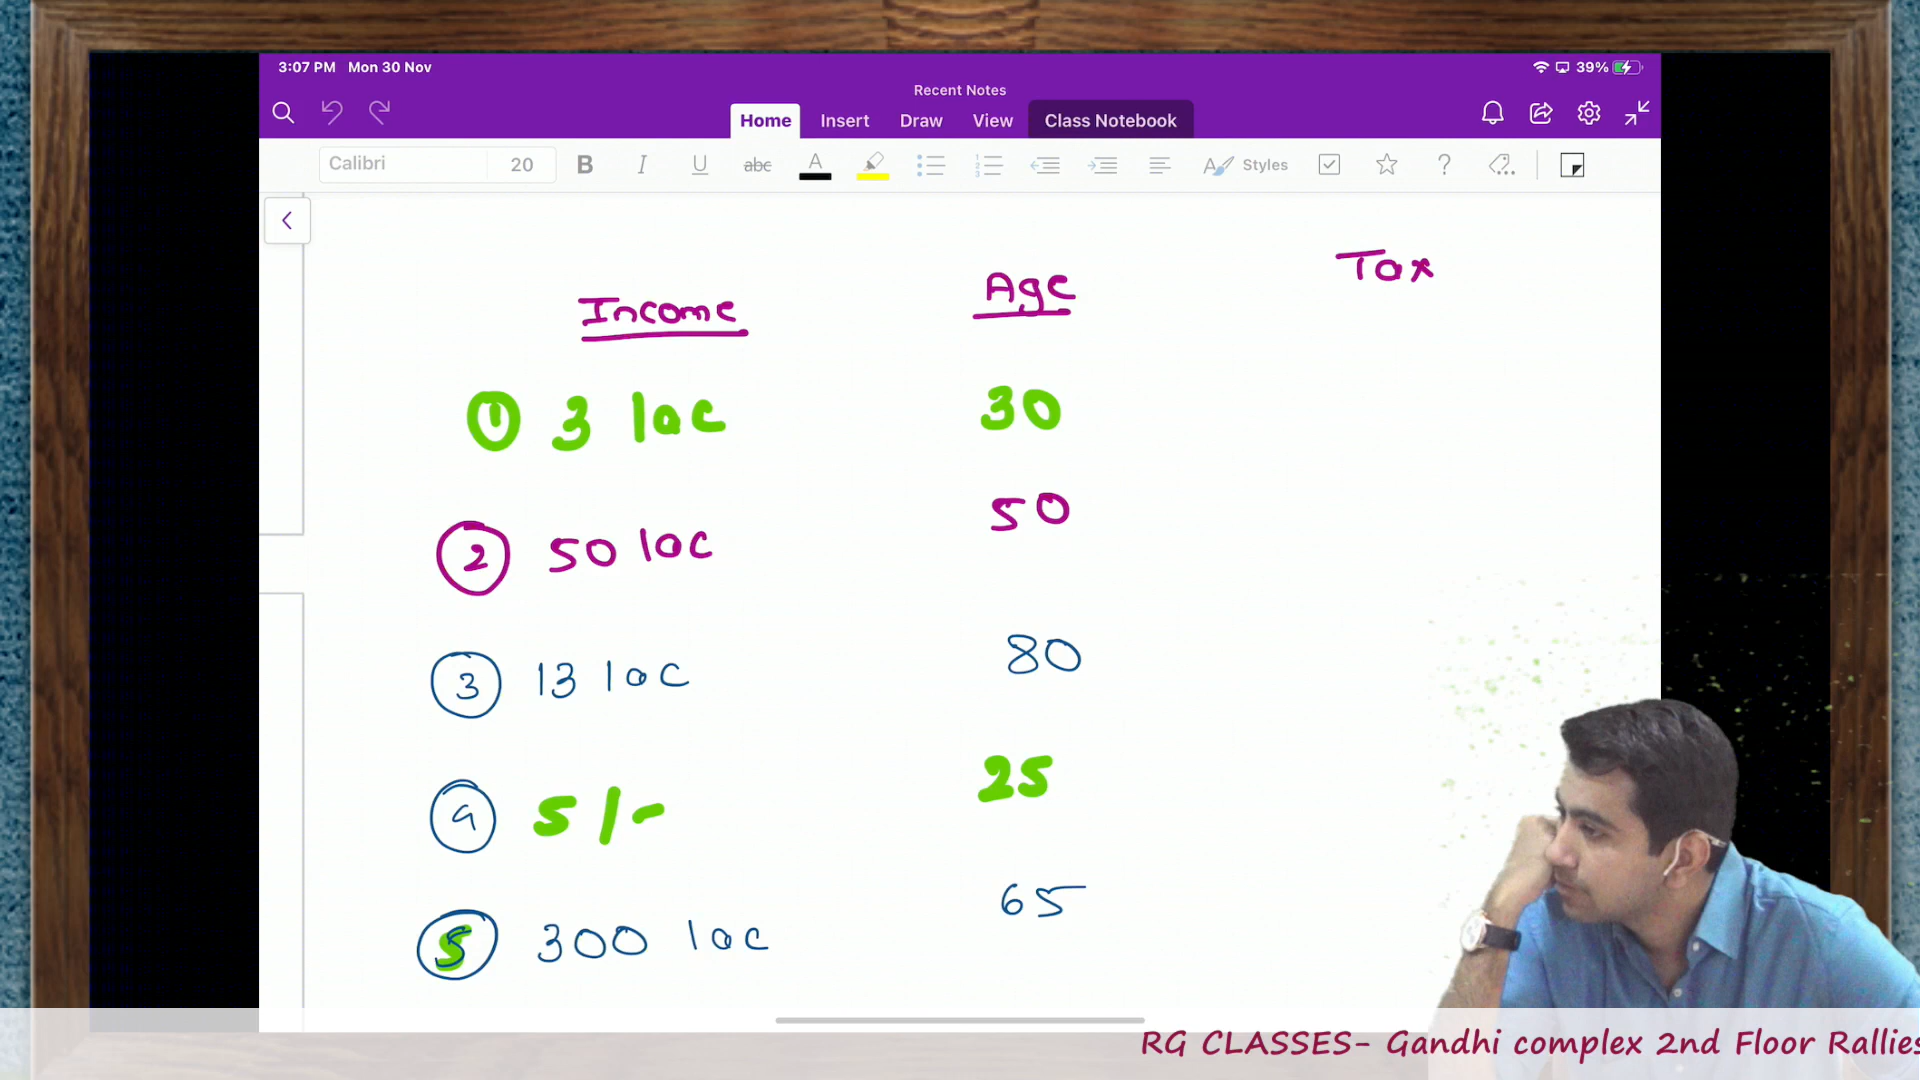 3:07 PM Mon 30 Nov
39%
Recent Notes
Home Insert Draw View Class Notebook
Calibri 20 B I U abc A Styles ?
Income Age Tax
1 3 lac 30
2 50 lac 50
3 13 lac 80
4 5/- 25
5 300 lac 65
RG CLASSES- Gandhi complex 2nd Floor Rallies